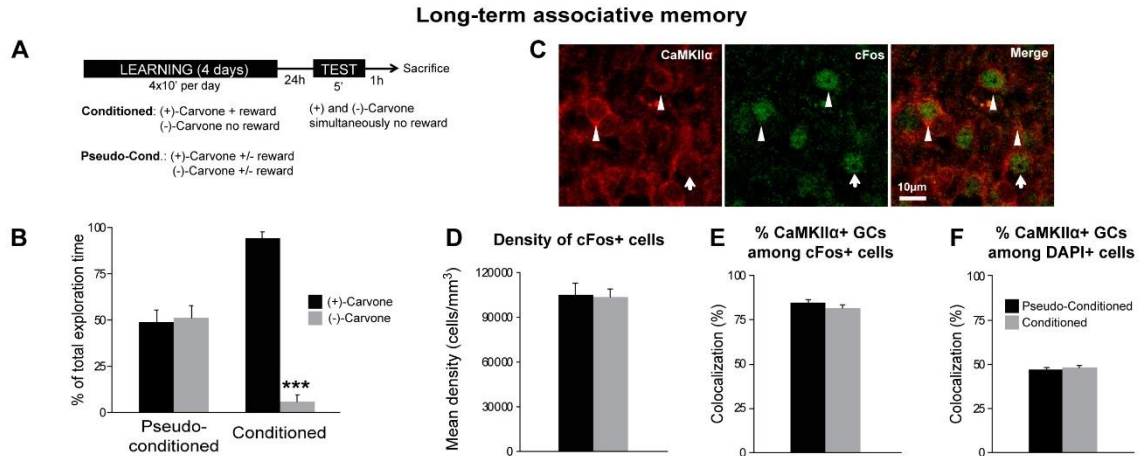 Long-term associative memory
A
LEARNING (4 days)
TEST
Sacrifice
4x10' per day
24h
5'
1h
Conditioned: (+)-Carvone + reward
(-)-Carvone no reward
(+) and (-)-Carvone
simultaneously no reward
Pseudo-Cond.: (+)-Carvone +/- reward
(-)-Carvone +/- reward
B
% of total exploration time
100
75
50
25
0
(+)-Carvone
(-)-Carvone
***
Pseudo-
conditioned
Conditioned
C
CaMKIIα
cFos
Merge
10µm
D
Density of cFos+ cells
Mean density (cells/mm³)
120000
90000
60000
30000
0
E
% CaMKIIα+ GCs
among cFos+ cells
Colocalization (%)
100
75
50
25
0
F
% CaMKIIα+ GCs
among DAPI+ cells
Colocalization (%)
100
75
50
25
0
Pseudo-Conditioned
Conditioned